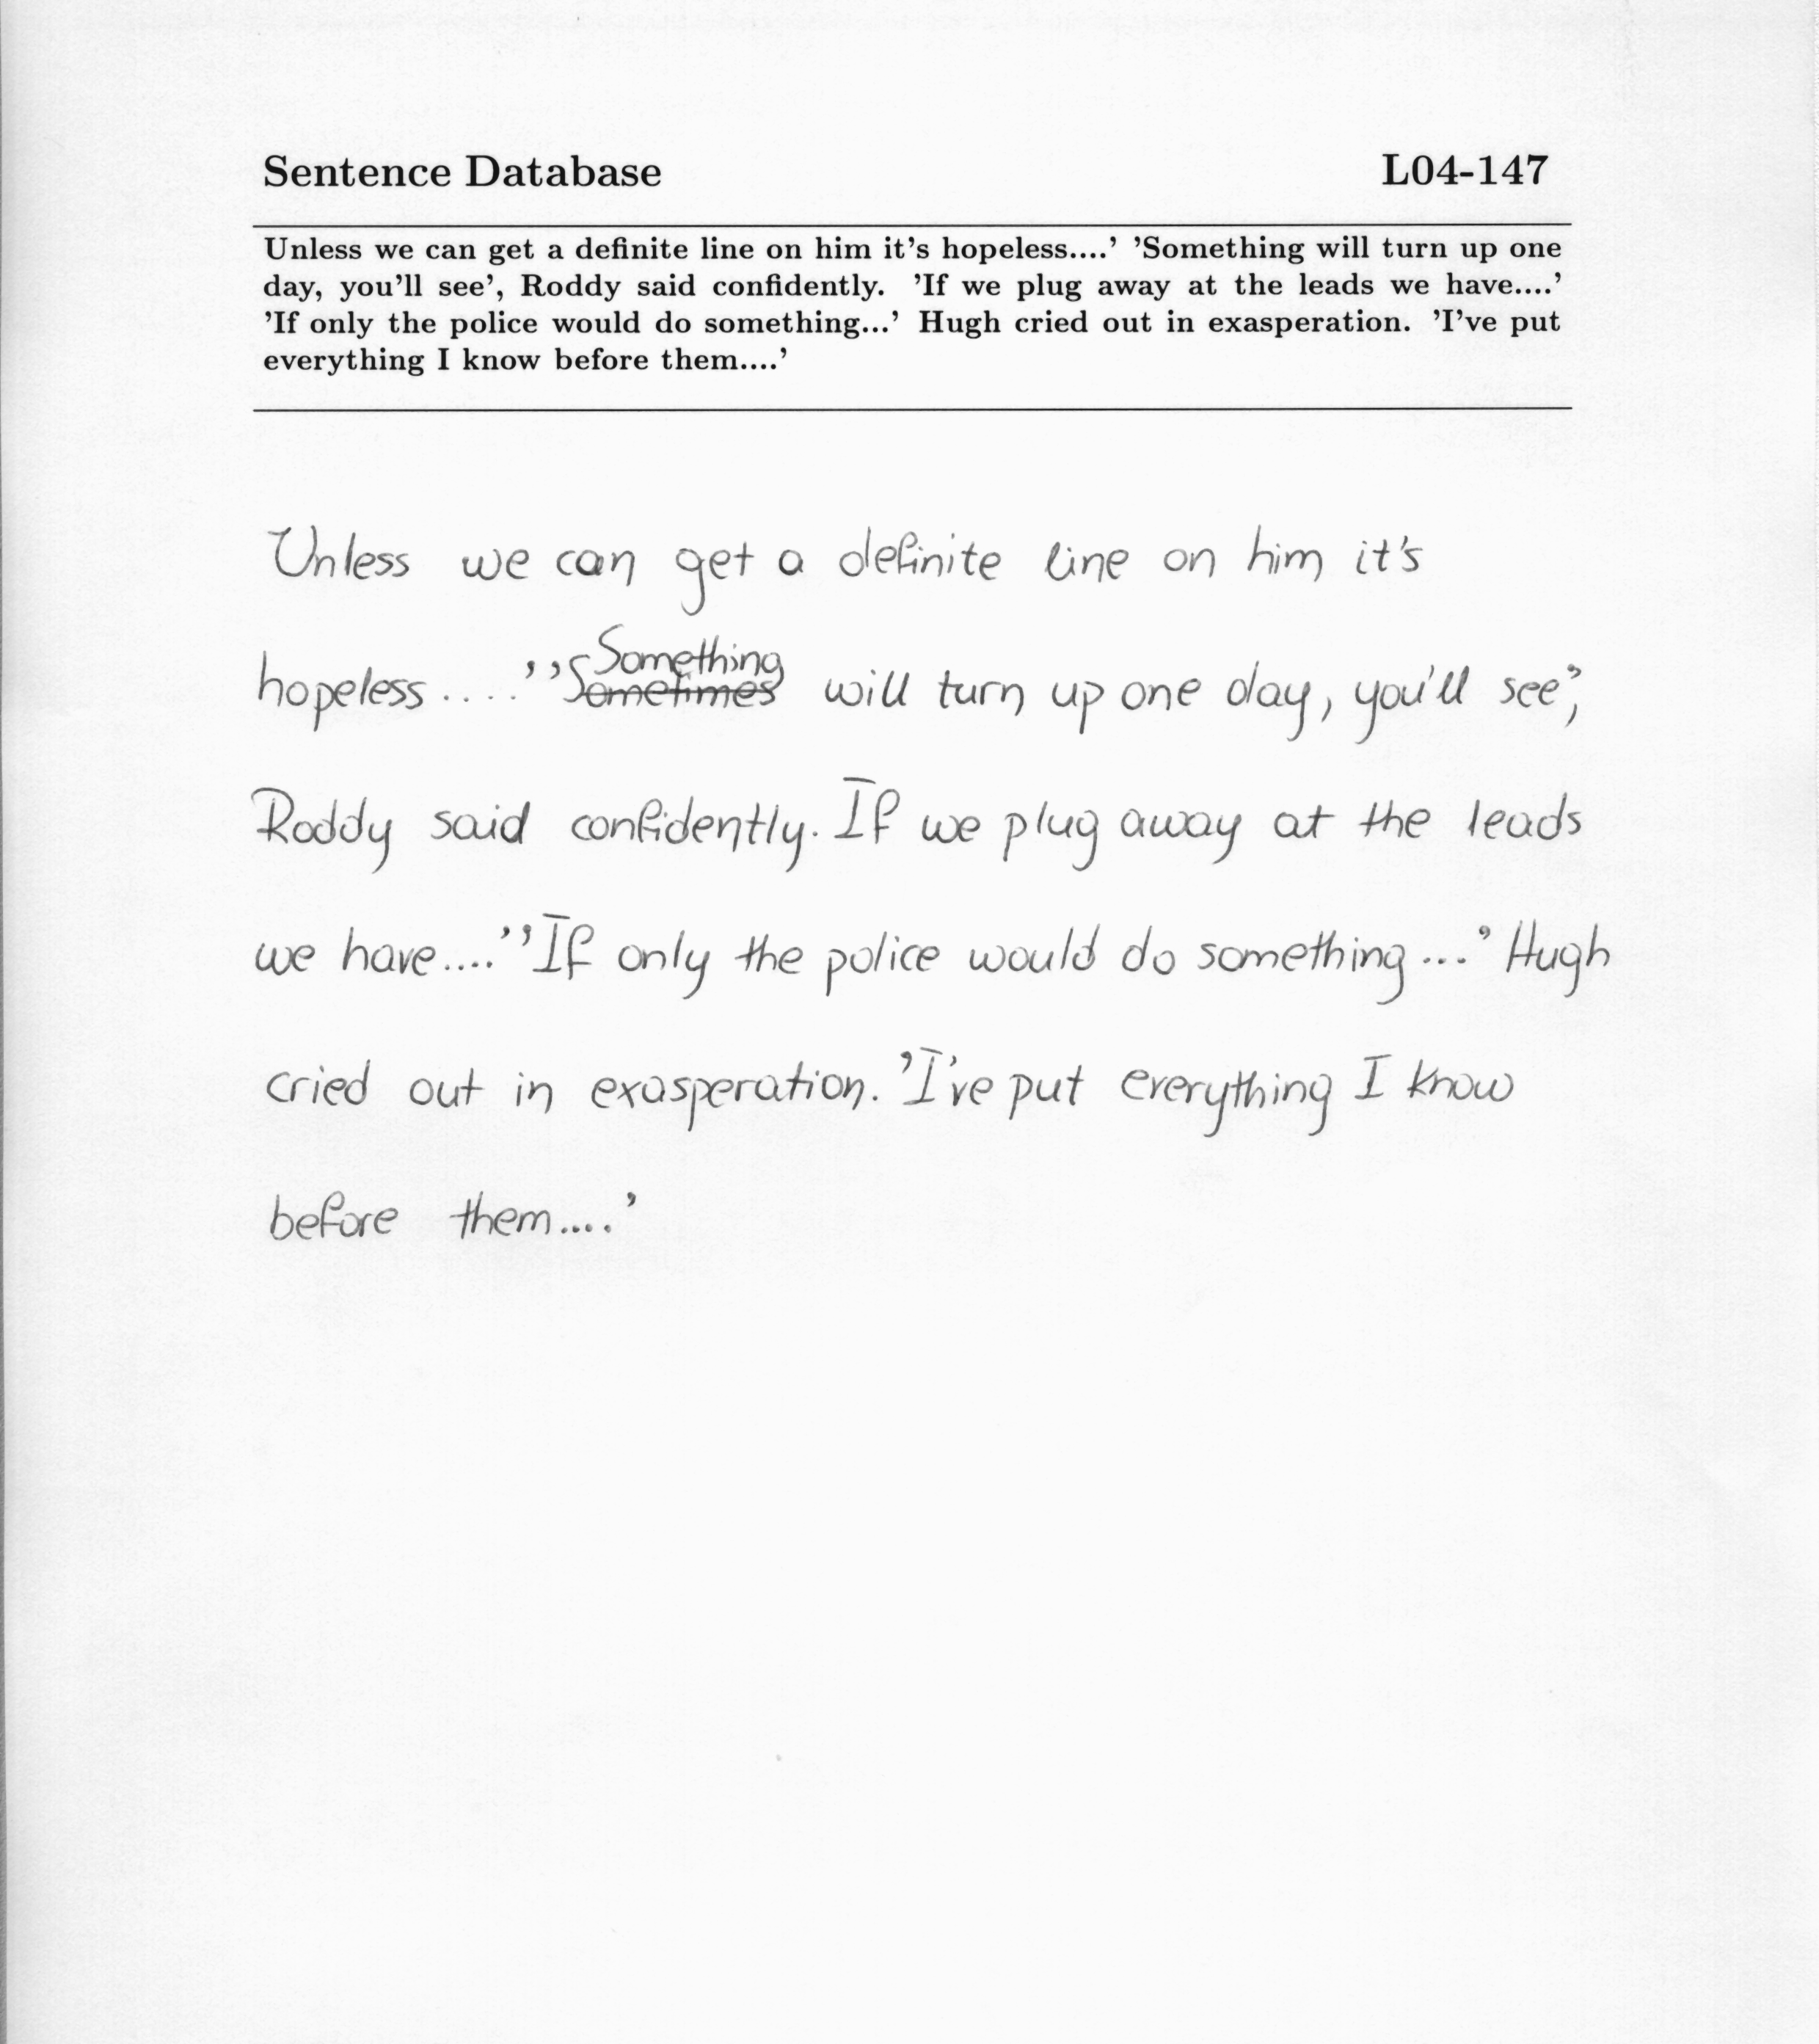 Sentence Database L04-147
Unless we can get a definite line on him it's hopeless....' 'Something will turn up one
day, you'll see', Roddy said confidently. 'If we plug away at the leads we have....'
'If only the police would do something...' Hugh cried out in exasperation. 'I've put
everything I know before them....'
Unless we can get a definite line on him it's
Something
hopeless....' 'Sometimes will turn up one day, you'll see',
Roddy said confidently. If we plug away at the leads
we have....' 'If only the police would do something...' Hugh
cried out in exasperation. 'I've put everything I know
before them....'